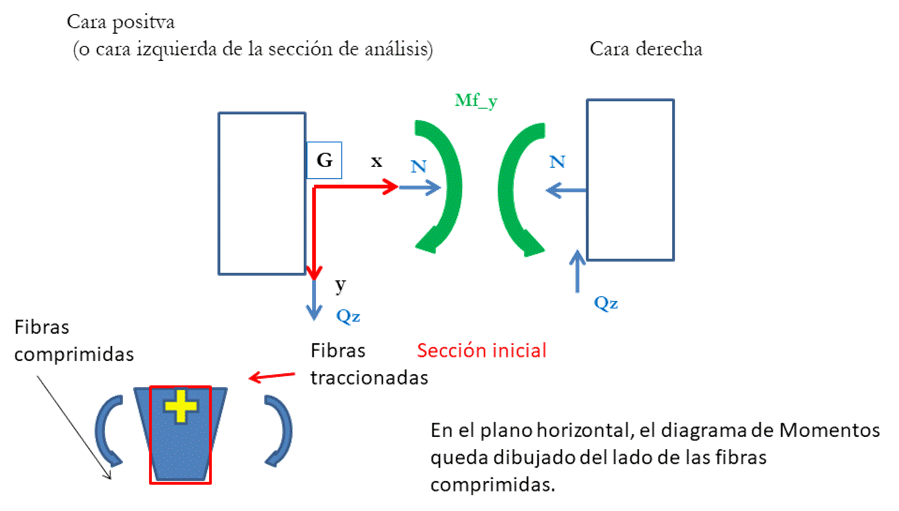 Cara positva
(o cara izquierda de la sección de análisis)
Cara derecha
Mf_y
G
x
N
N
y
Qz
Qz
Fibras
comprimidas
Fibras
traccionadas
Sección inicial
En el plano horizontal, el diagrama de Momentos
queda dibujado del lado de las fibras
comprimidas.